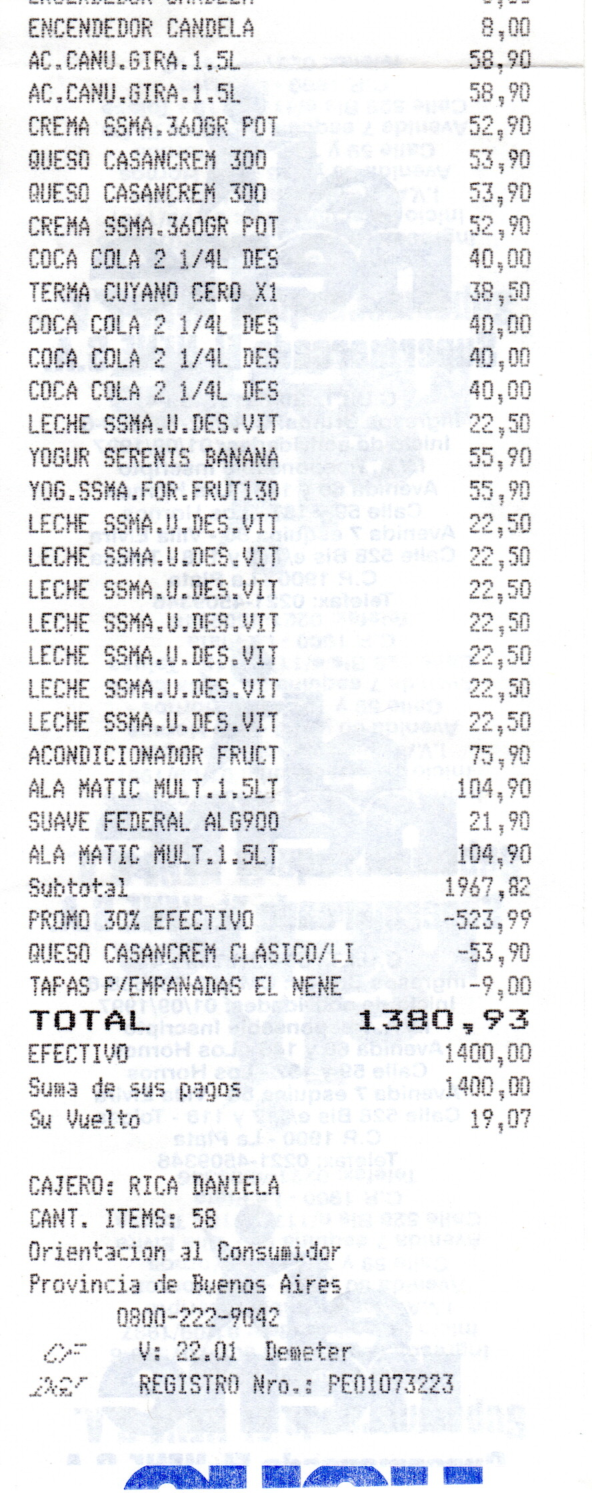 ENCENDEDOR CANDELA 8,00
ENCENDEDOR CANDELA 8,00
AC.CANU.GIRA.1.5L 58,90
AC.CANU.GIRA.1.5L 58,90
CREMA SSMA.360GR POT 52,90
QUESO CASANCREM 300 53,90
QUESO CASANCREM 300 53,90
CREMA SSMA.360GR POT 52,90
COCA COLA 2 1/4L DES 40,00
TERMA CUYANO CERO X1 38,50
COCA COLA 2 1/4L DES 40,00
COCA COLA 2 1/4L DES 40,00
COCA COLA 2 1/4L DES 40,00
LECHE SSMA.U.DES.VIT 22,50
YOGUR SERENIS BANANA 55,90
YOG.SSMA.FOR.FRUT130 55,90
LECHE SSMA.U.DES.VIT 22,50
LECHE SSMA.U.DES.VIT 22,50
LECHE SSMA.U.DES.VIT 22,50
LECHE SSMA.U.DES.VIT 22,50
LECHE SSMA.U.DES.VIT 22,50
LECHE SSMA.U.DES.VIT 22,50
LECHE SSMA.U.DES.VIT 22,50
ACONDICIONADOR FRUCT 75,90
ALA MATIC MULT.1.5LT 104,90
SUAVE FEDERAL ALG900 21,90
ALA MATIC MULT.1.5LT 104,90
Subtotal 1967,82
PROMO 30% EFECTIVO -523,99
QUESO CASANCREM CLASICO/LI -53,90
TAPAS P/EMPANADAS EL NENE -9,00
TOTAL 1380,93
EFECTIVO 1400,00
Suma de sus pagos 1400,00
Su Vuelto 19,07
CAJERO: RICA DANIELA
CANT. ITEMS: 58
Orientacion al Consumidor
Provincia de Buenos Aires
0800-222-9042
CF V: 22.01 Demeter
DGI REGISTRO Nro.: PEO1073223